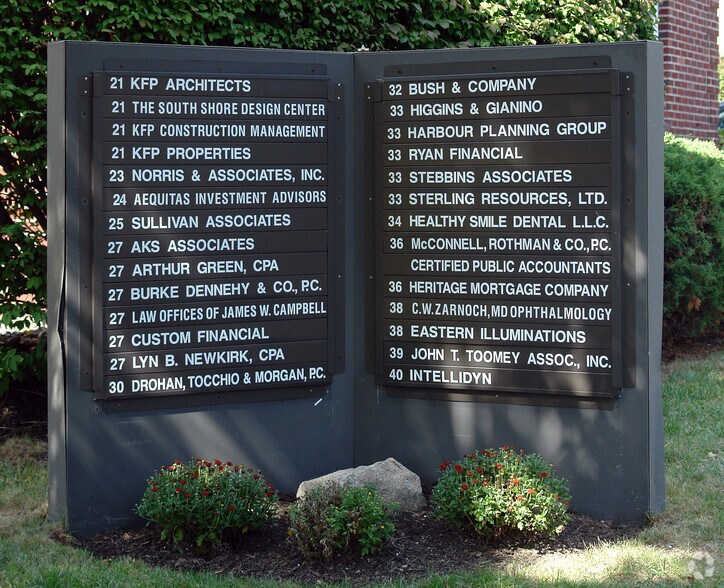 21 KFP ARCHITECTS
21 THE SOUTH SHORE DESIGN CENTER
21 KFP CONSTRUCTION MANAGEMENT
21 KFP PROPERTIES
23 NORRIS & ASSOCIATES, INC.
24 AEQUITAS INVESTMENT ADVISORS
25 SULLIVAN ASSOCIATES
27 AKS ASSOCIATES
27 ARTHUR GREEN, CPA
27 BURKE DENNEHY & CO., P.C.
27 LAW OFFICES OF JAMES W. CAMPBELL
27 CUSTOM FINANCIAL
27 LYN B. NEWKIRK, CPA
30 DROHAN, TOCCHIO & MORGAN, P.C.
32 BUSH & COMPANY
33 HIGGINS & GIANINO
33 HARBOUR PLANNING GROUP
33 RYAN FINANCIAL
33 STEBBINS ASSOCIATES
33 STERLING RESOURCES, LTD.
34 HEALTHY SMILE DENTAL L.L.C.
36 McCONNELL, ROTHMAN & CO., P.C.
CERTIFIED PUBLIC ACCOUNTANTS
36 HERITAGE MORTGAGE COMPANY
38 C.W. ZARNOCH, MD OPHTHALMOLOGY
38 EASTERN ILLUMINATIONS
39 JOHN T. TOOMEY ASSOC., INC.
40 INTELLIDYN